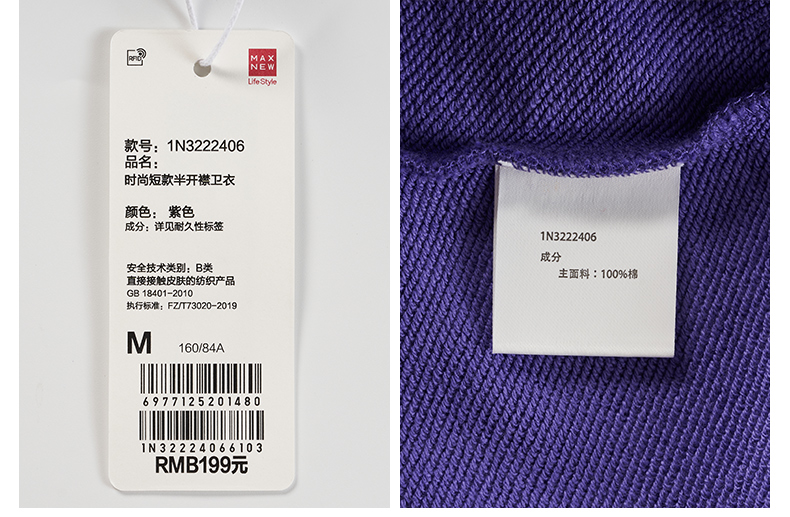 RFID
MAX
NEW
LifeStyle
款号：1N3222406
品名：
时尚短款半开襟卫衣
颜色：紫色
成分：详见耐久性标签
安全技术类别：B类
直接接触皮肤的纺织产品
GB 18401-2010
执行标准：FZ/T73020-2019
M 160/84A
6977125201480
1N32224066103
RMB199元
1N3222406
成分
主面料：100%棉